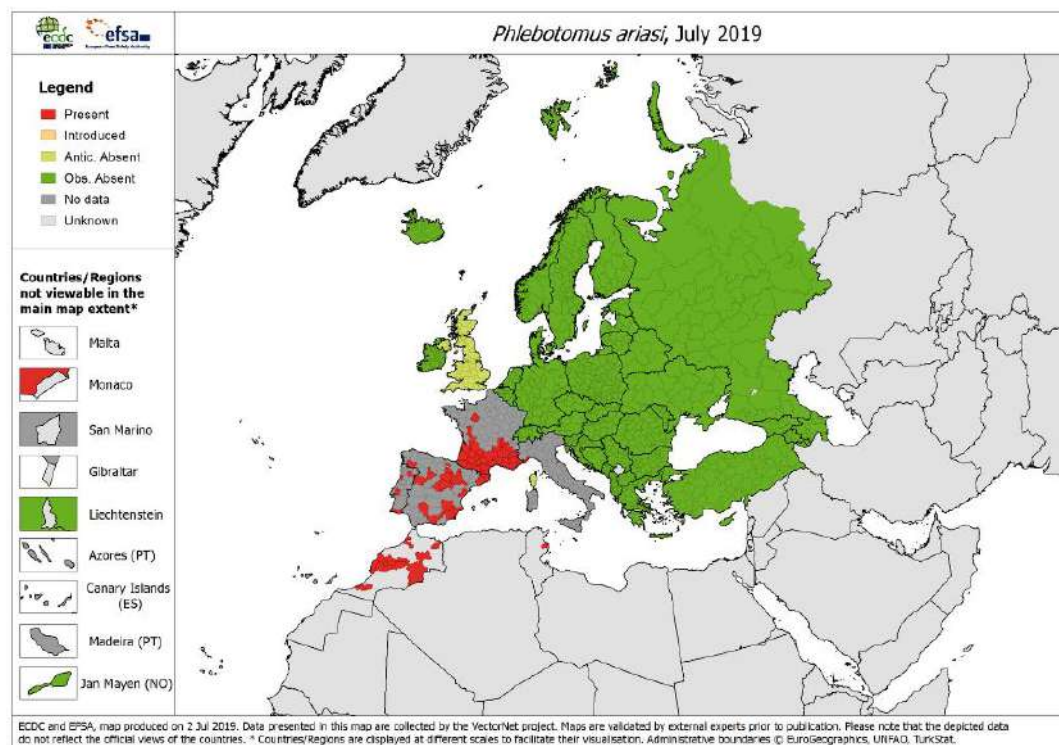 ecdc
efsa
European Food Safety Authority
Phlebotomus ariasi, July 2019
Legend
Present
Introduced
Antic. Absent
Obs. Absent
No data
Unknown
Countries/Regions
not viewable in the
main map extent*
Malta
Monaco
San Marino
Gibraltar
Liechtenstein
Azores (PT)
Canary Islands
(ES)
Madeira (PT)
Jan Mayen (NO)
ECDC and EFSA, map produced on 2 Jul 2019. Data presented in this map are collected by the VectorNet project. Maps are validated by external experts prior to publication. Please note that the depicted data
do not reflect the official views of the countries. * Countries/Regions are displayed at different scales to facilitate their visualisation. Administrative boundaries © EuroGeographics, UNFAO, TurkStat.